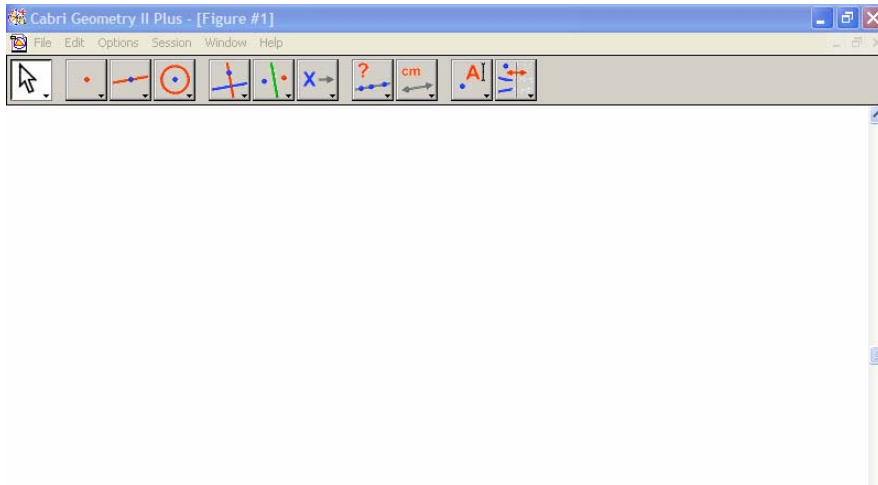 Cabri Geometry II Plus - [Figure #1]
File Edit Options Session Window Help
X ? cm A